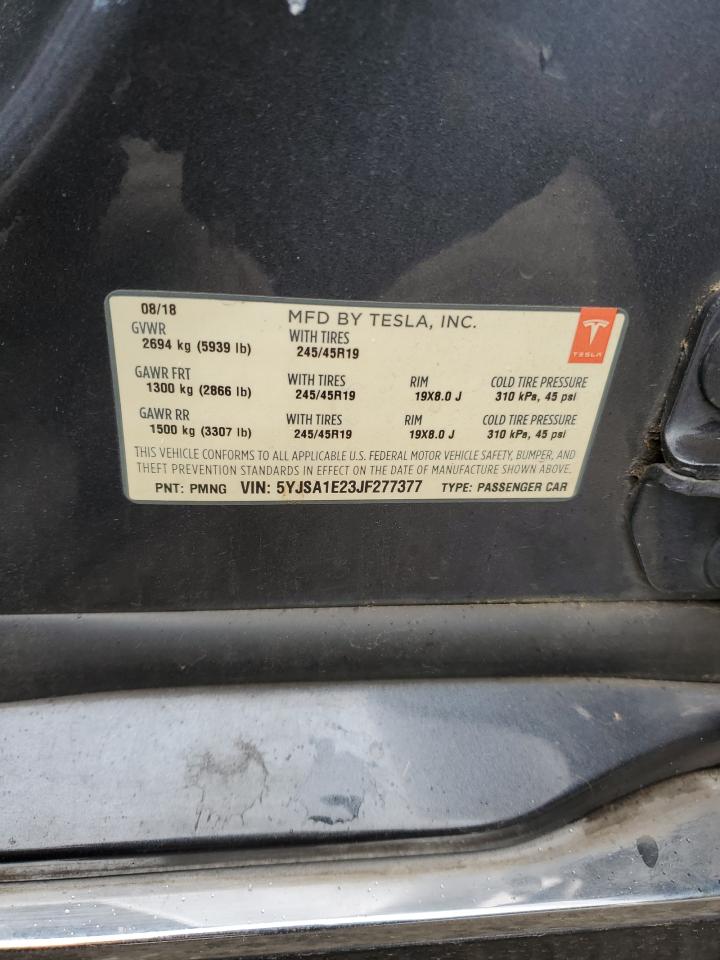 08/18 MFD BY TESLA, INC.
GVWR WITH TIRES TESLA
2694 kg (5939 lb) 245/45R19
GAWR FRT WITH TIRES RIM COLD TIRE PRESSURE
1300 kg (2866 lb) 245/45R19 19X8.0 J 310 kPa, 45 psi
GAWR RR WITH TIRES RIM COLD TIRE PRESSURE
1500 kg (3307 lb) 245/45R19 19X8.0 J 310 kPa, 45 psi
THIS VEHICLE CONFORMS TO ALL APPLICABLE U.S. FEDERAL MOTOR VEHICLE SAFETY, BUMPER, AND
THEFT PREVENTION STANDARDS IN EFFECT ON THE DATE OF MANUFACTURE SHOWN ABOVE.
PNT: PMNG VIN: 5YJSA1E23JF277377 TYPE: PASSENGER CAR